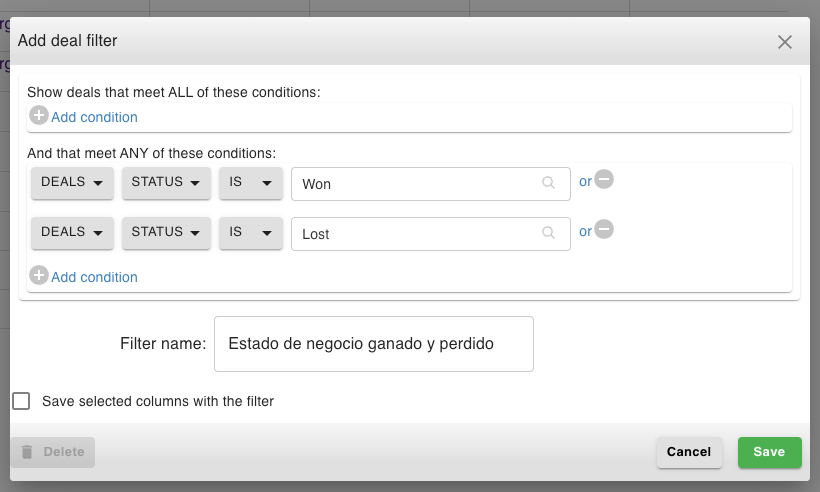 Add deal filter
Show deals that meet ALL of these conditions:
Add condition
And that meet ANY of these conditions:
DEALS STATUS IS Won or
DEALS STATUS IS Lost or
Add condition
Filter name: Estado de negocio ganado y perdido
Save selected columns with the filter
Delete Cancel Save